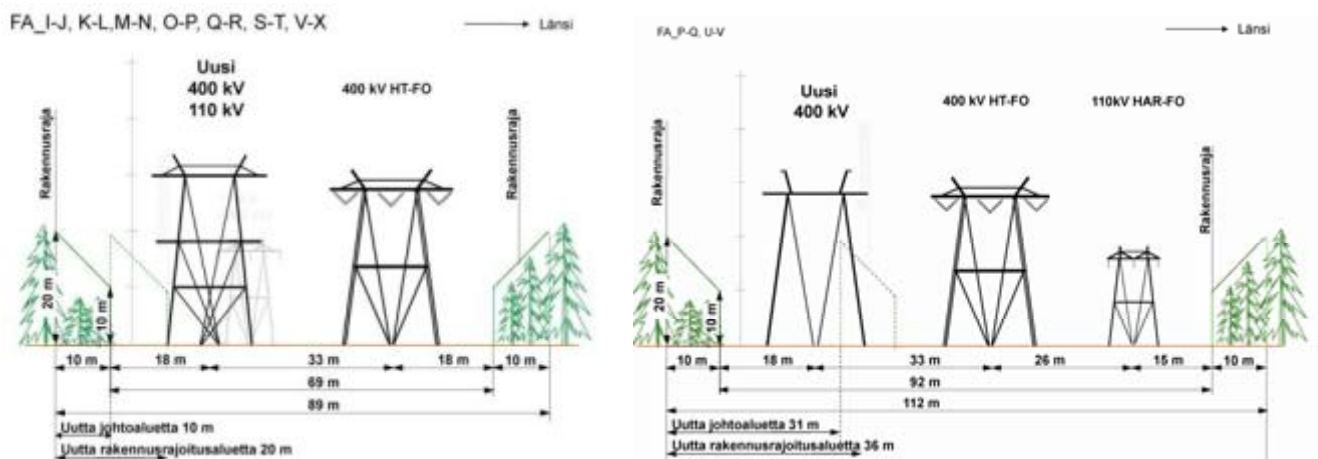 FA_I-J, K-L,M-N, O-P, Q-R, S-T, V-X
Länsi
Uusi
400 kV
110 kV
400 kV HT-FO
Rakennusraja
Rakennusraja
20 m
10 m
10 m
18 m
33 m
18 m
10 m
69 m
89 m
Uutta johtoaluetta 10 m
Uutta rakennusrajoitusaluetta 20 m
FA_P-Q, U-V
Länsi
Uusi
400 kV
400 kV HT-FO
110kV HAR-FO
Rakennusraja
Rakennusraja
20 m
10 m
10 m
18 m
33 m
26 m
15 m
10 m
92 m
112 m
Uutta johtoaluetta 31 m
Uutta rakennusrajoitusaluetta 36 m